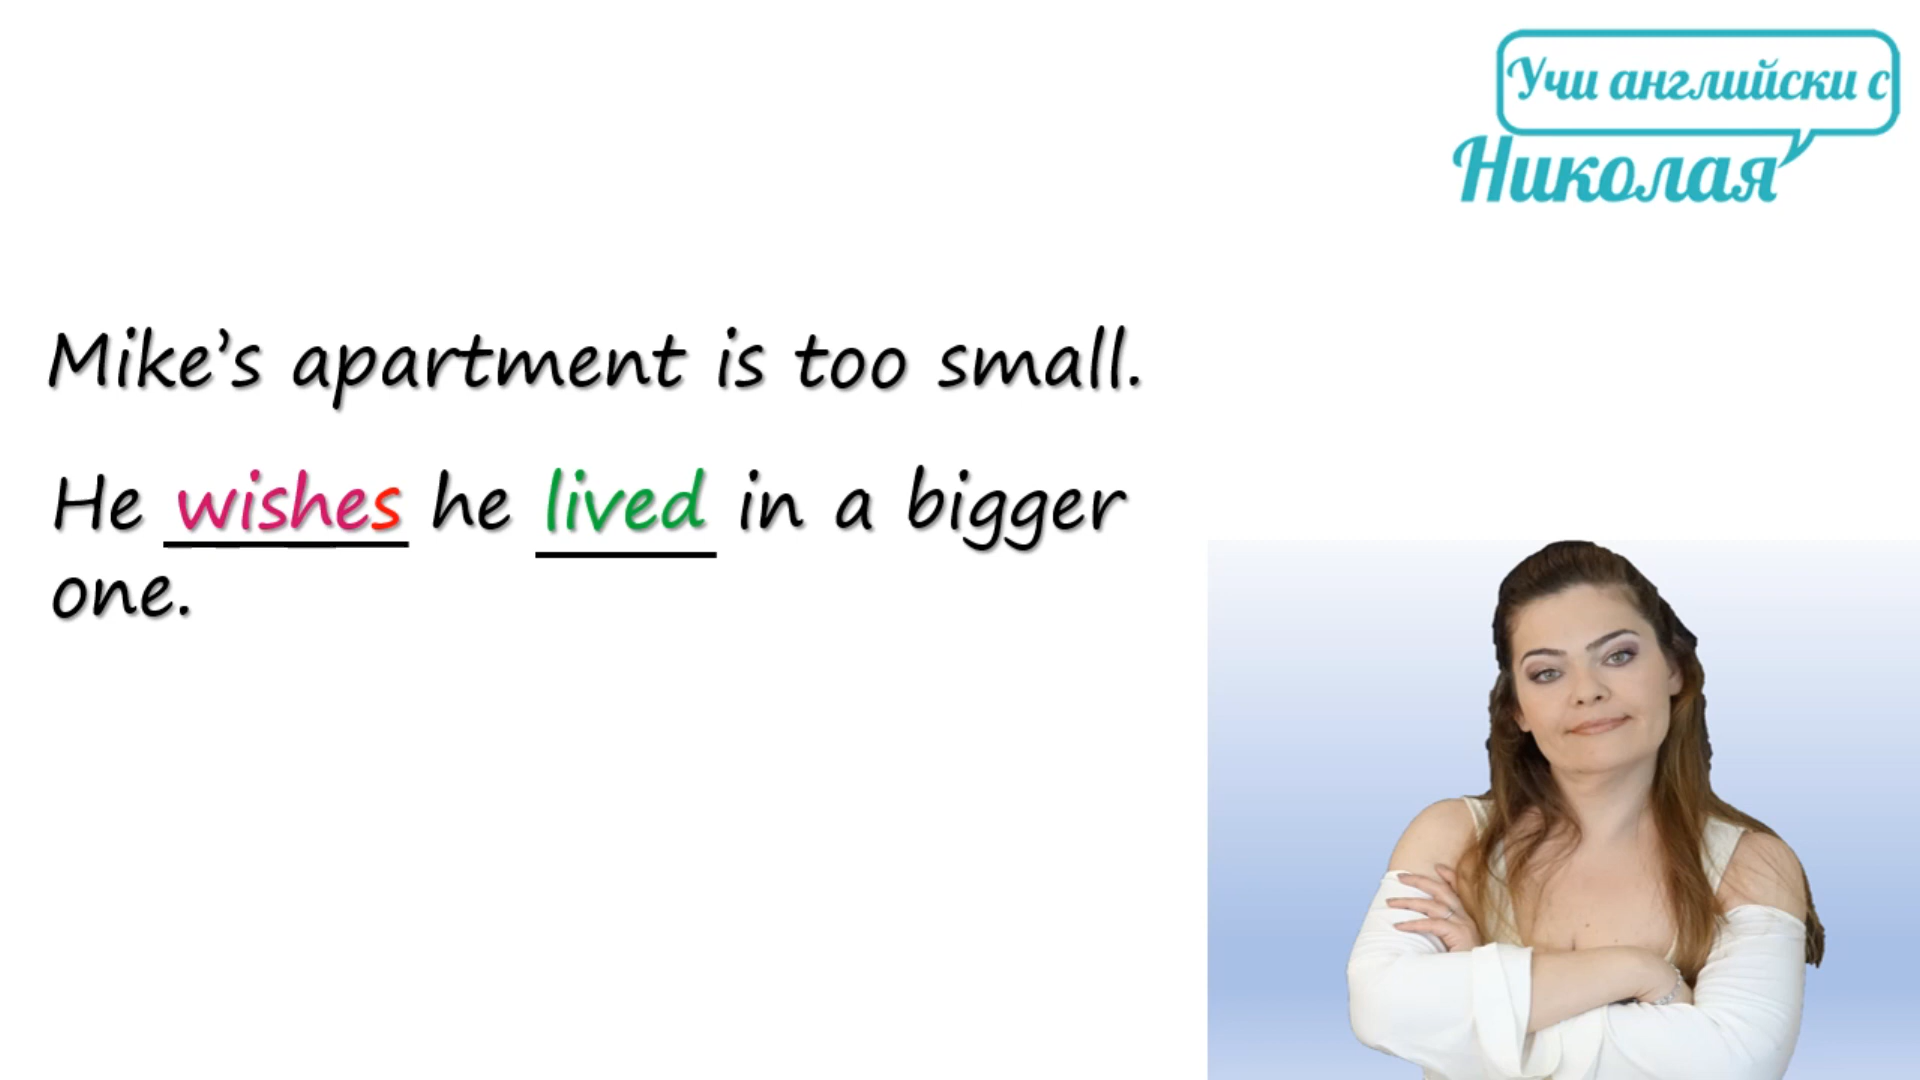 Учи английски с
Николая
Mike’s apartment is too small.
He wishes he lived in a bigger
one.